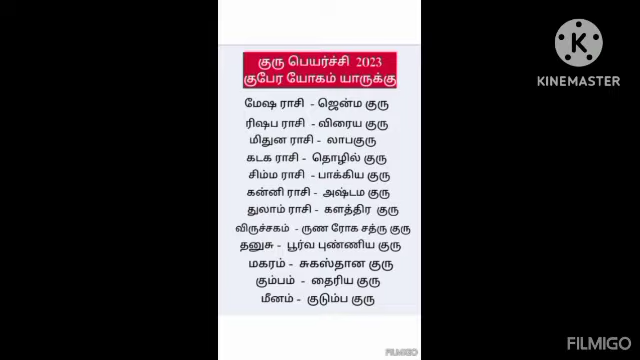 குரு பெயர்ச்சி 2023
குபேர யோகம் யாருக்கு
மேஷ ராசி - ஜென்ம குரு
ரிஷப ராசி - விரைய குரு
மிதுன ராசி - லாபகுரு
கடக ராசி - தொழில் குரு
சிம்ம ராசி - பாக்கிய குரு
கன்னி ராசி - அஷ்டம குரு
துலாம் ராசி - களத்திர குரு
விருச்சகம் - ருண ரோக சத்ரு குரு
தனுசு - பூர்வ புண்ணிய குரு
மகரம் - சுகஸ்தான குரு
கும்பம் - தைரிய குரு
மீனம் - குடும்ப குரு
K
KINEMASTER
FILMIGO
FILMIGO